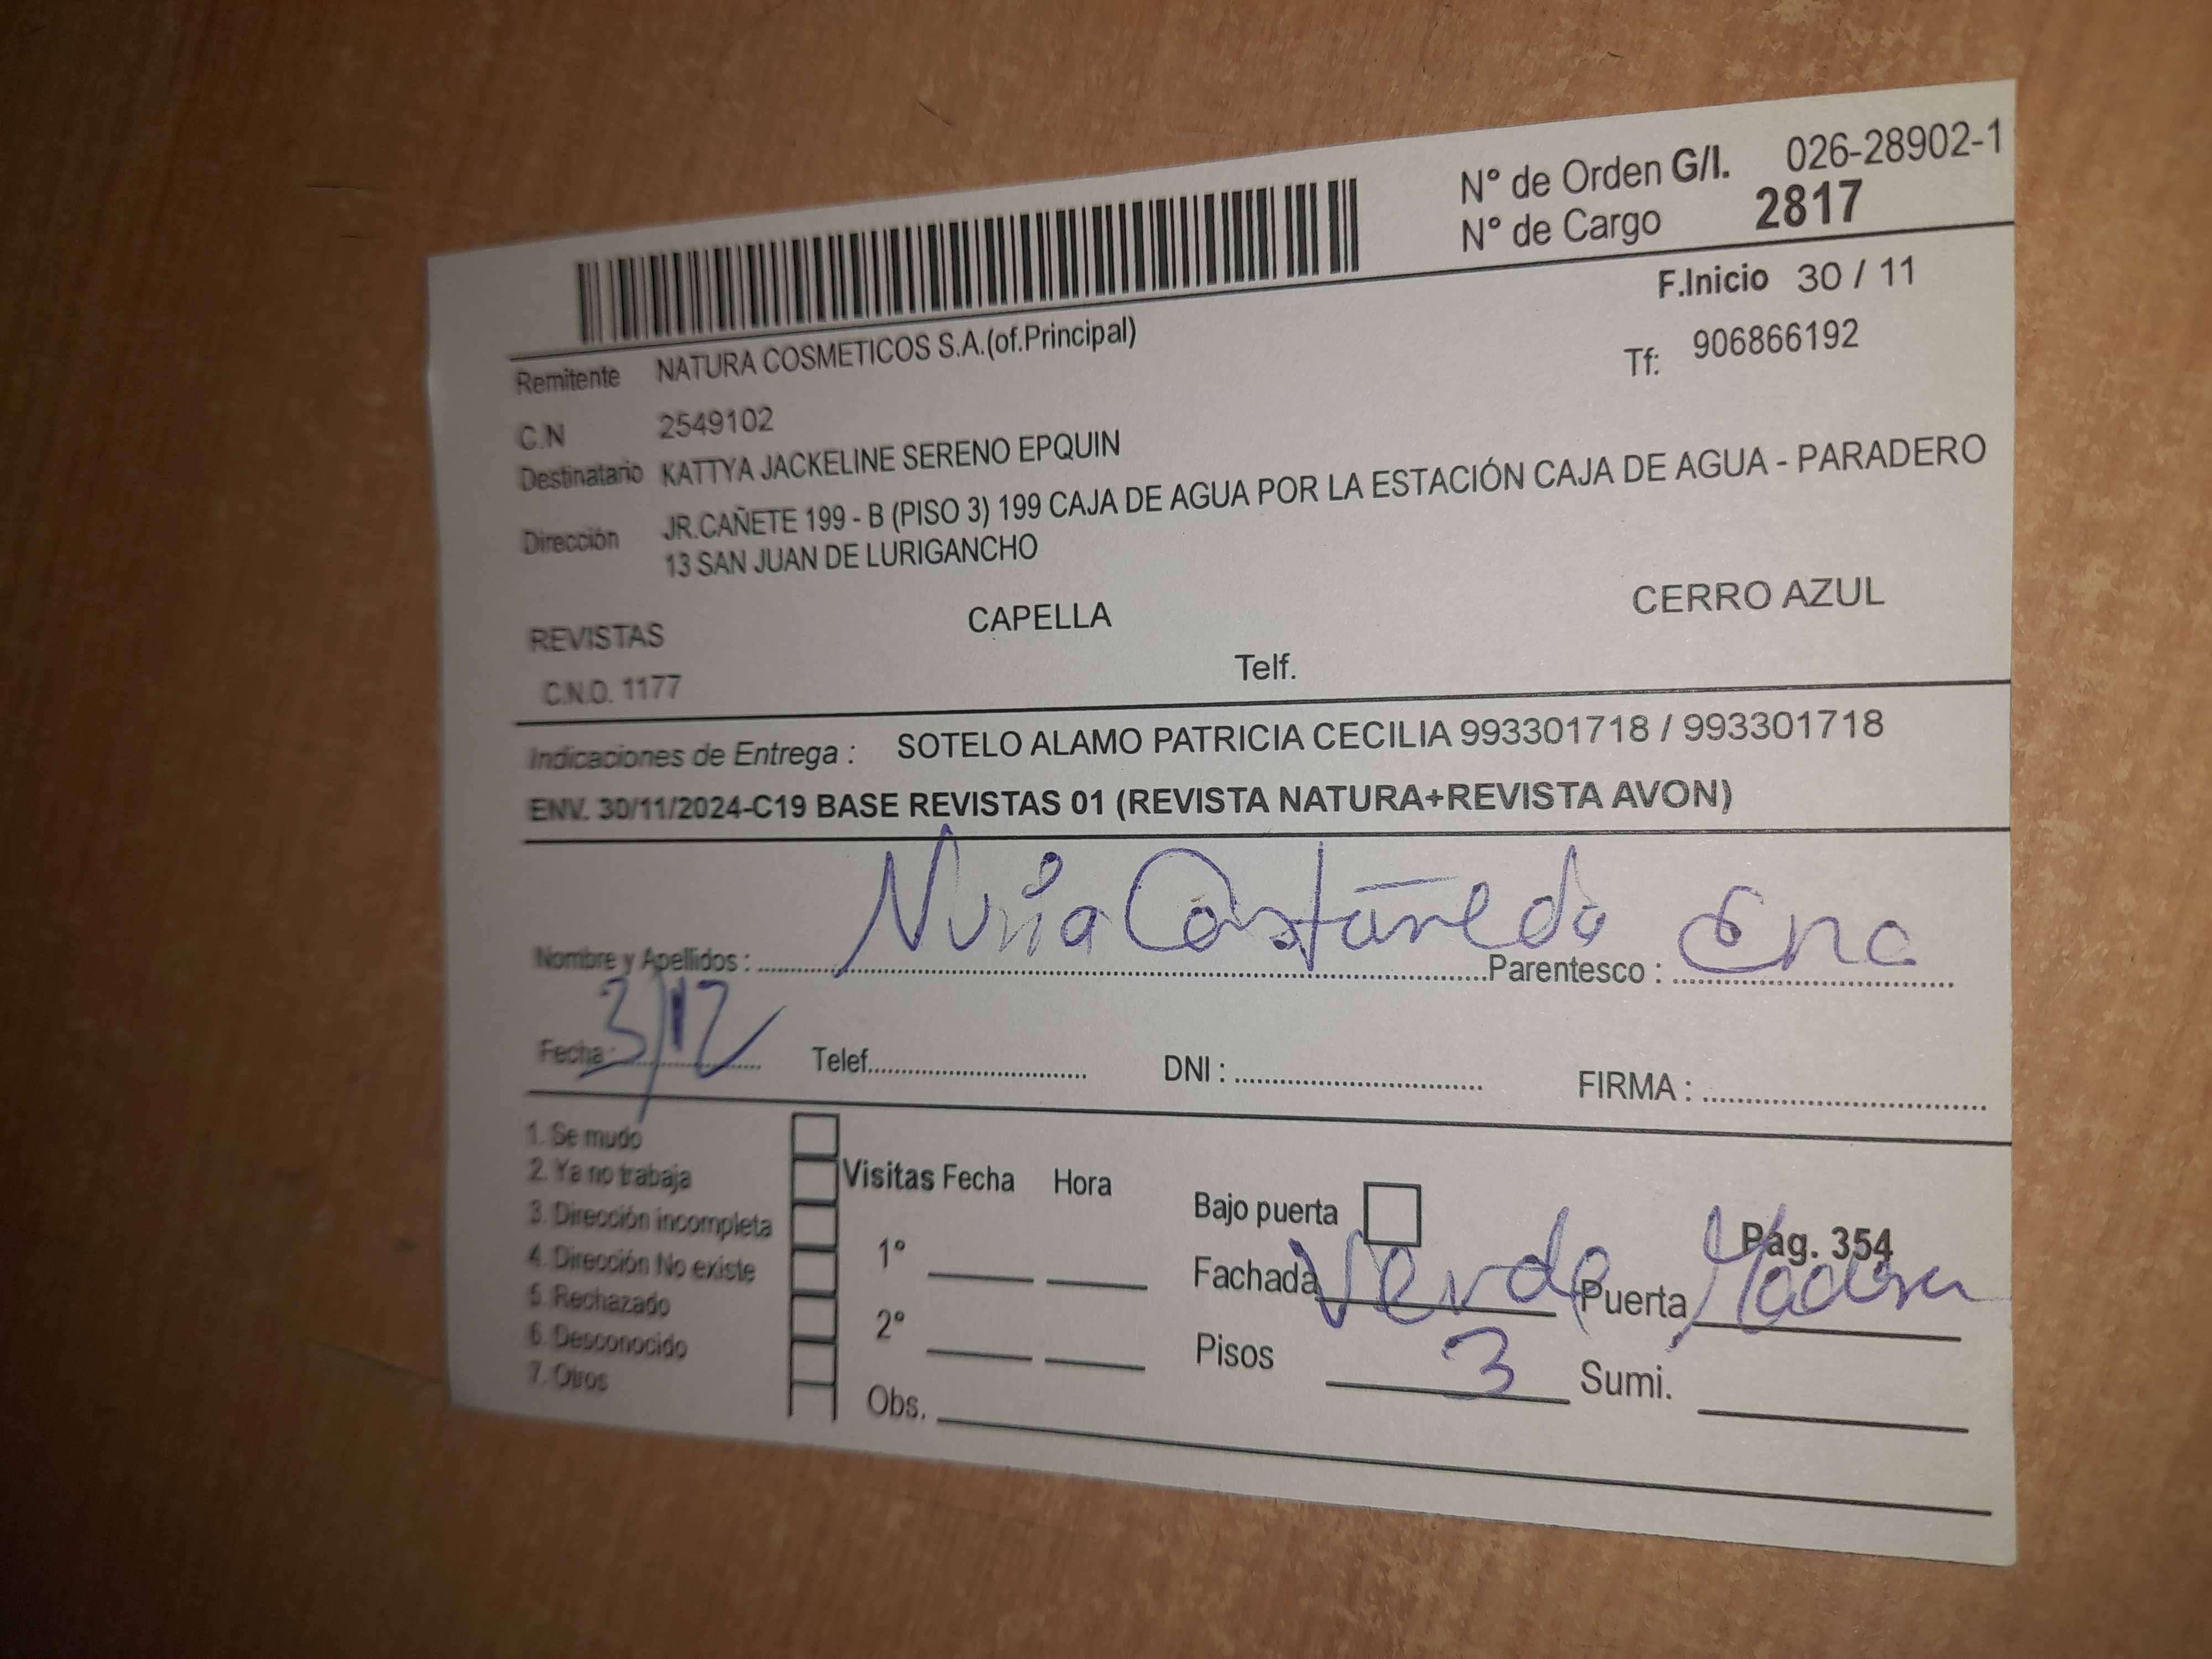 Nº de Orden G/I. 026-28902-1
Nº de Cargo 2817
F.Inicio 30 / 11
Remitente NATURA COSMETICOS S.A.(of.Principal)
Tf: 906866192
C.N 2549102
Destinatario KATTYA JACKELINE SERENO EPQUIN
Dirección JR.CAÑETE 199 - B (PISO 3) 199 CAJA DE AGUA POR LA ESTACIÓN CAJA DE AGUA - PARADERO
13 SAN JUAN DE LURIGANCHO
REVISTAS CAPELLA CERRO AZUL
C.N.O. 1177 Telf.
Indicaciones de Entrega : SOTELO ALAMO PATRICIA CECILIA 993301718 / 993301718
ENV. 30/11/2024-C19 BASE REVISTAS 01 (REVISTA NATURA+REVISTA AVON)
Nombre y Apellidos : Castañeda Parentesco :
Fecha : 3/12 Telef. DNI : FIRMA :
1. Se mudo
2. Ya no trabaja
3. Dirección incompleta
4. Dirección No existe
5. Rechazado
6. Desconocido
7. Otros
Visitas Fecha Hora
1º
2º
Obs.
Bajo puerta
Pág. 354
Fachada Verde Puerta Madera
Pisos 3 Sumi.